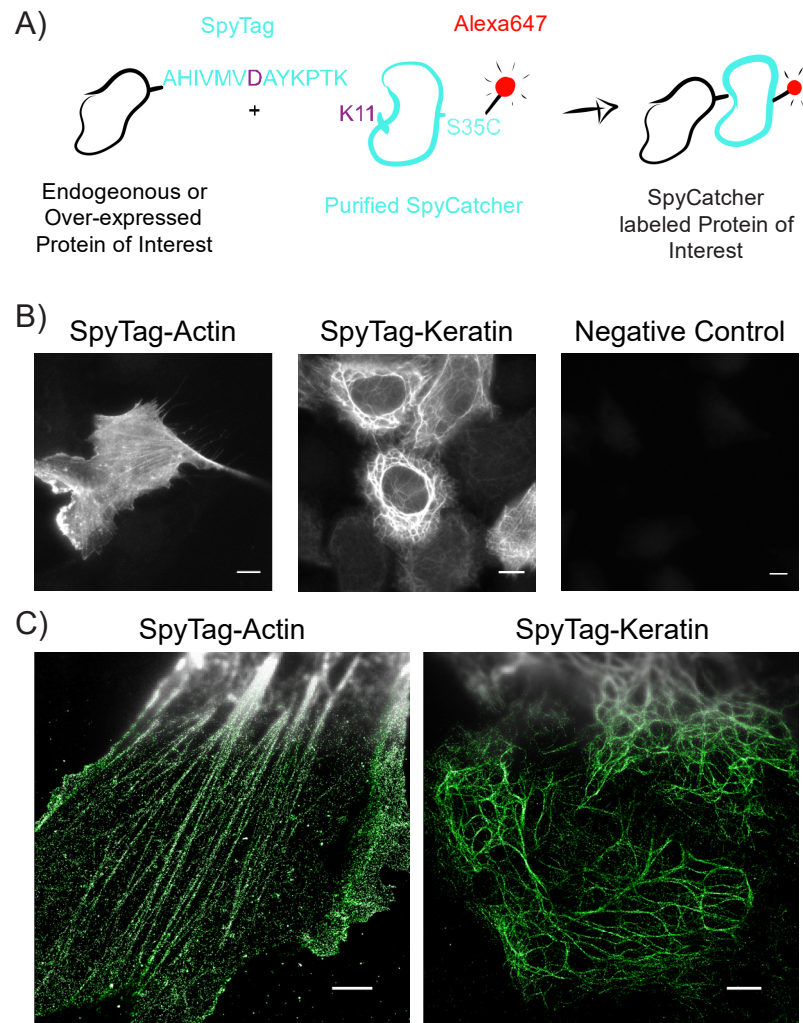 A)
SpyTag
Alexa647
AHIVMVDAYKPTK
+
K11
S35C
Endogeonous or
Over-expressed
Protein of Interest
Purified SpyCatcher
SpyCatcher
labeled Protein of
Interest
B)
SpyTag-Actin
SpyTag-Keratin
Negative Control
C)
SpyTag-Actin
SpyTag-Keratin